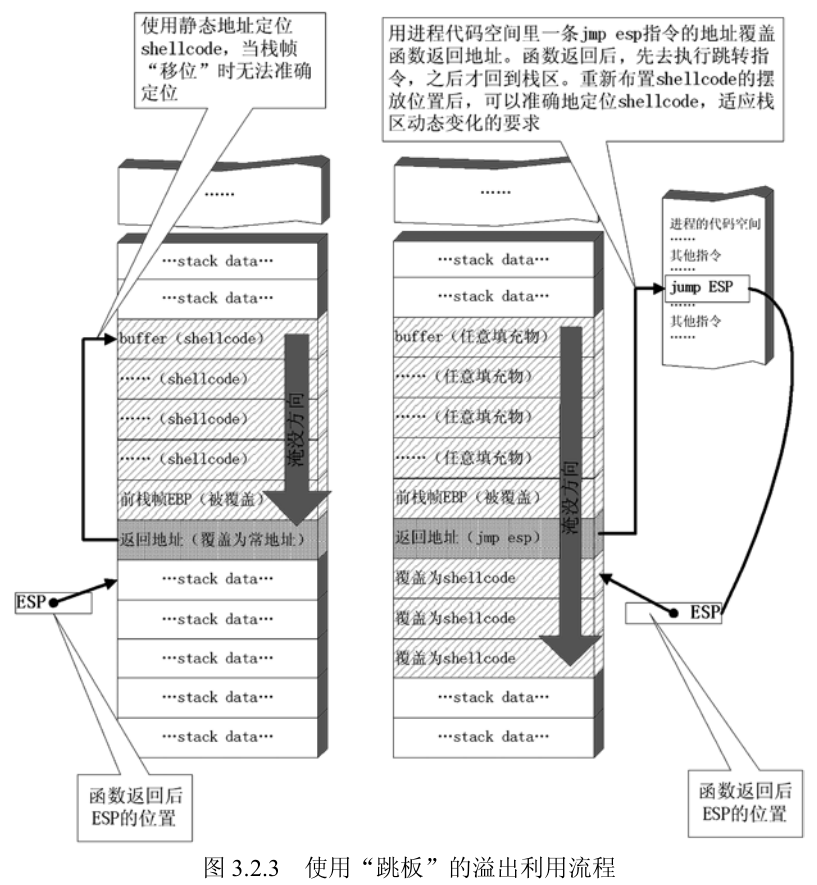 使用静态地址定位
shellcode，当栈帧
“移位”时无法准确
定位
用进程代码空间里一条jmp esp指令的地址覆盖
函数返回地址。函数返回后，先去执行跳转指
令，之后才回到栈区。重新布置shellcode的摆
放位置后，可以准确地定位shellcode，适应栈
区动态变化的要求
……
…stack data…
…stack data…
buffer（shellcode）
……（shellcode）
……（shellcode）
……（shellcode）
前栈帧EBP（被覆盖）
返回地址（覆盖为常地址）
…stack data…
…stack data…
…stack data…
…stack data…
…stack data…
淹没方向
ESP
函数返回后
ESP的位置
……
…stack data…
…stack data…
buffer（任意填充物）
……（任意填充物）
……（任意填充物）
……（任意填充物）
前栈帧EBP（被覆盖）
返回地址（jmp esp）
覆盖为shellcode
覆盖为shellcode
覆盖为shellcode
…stack data…
…stack data…
淹没方向
进程的代码空间
……
其他指令
……
jump ESP
……
其他指令
……
ESP
函数返回后
ESP的位置
图 3.2.3 使用“跳板”的溢出利用流程